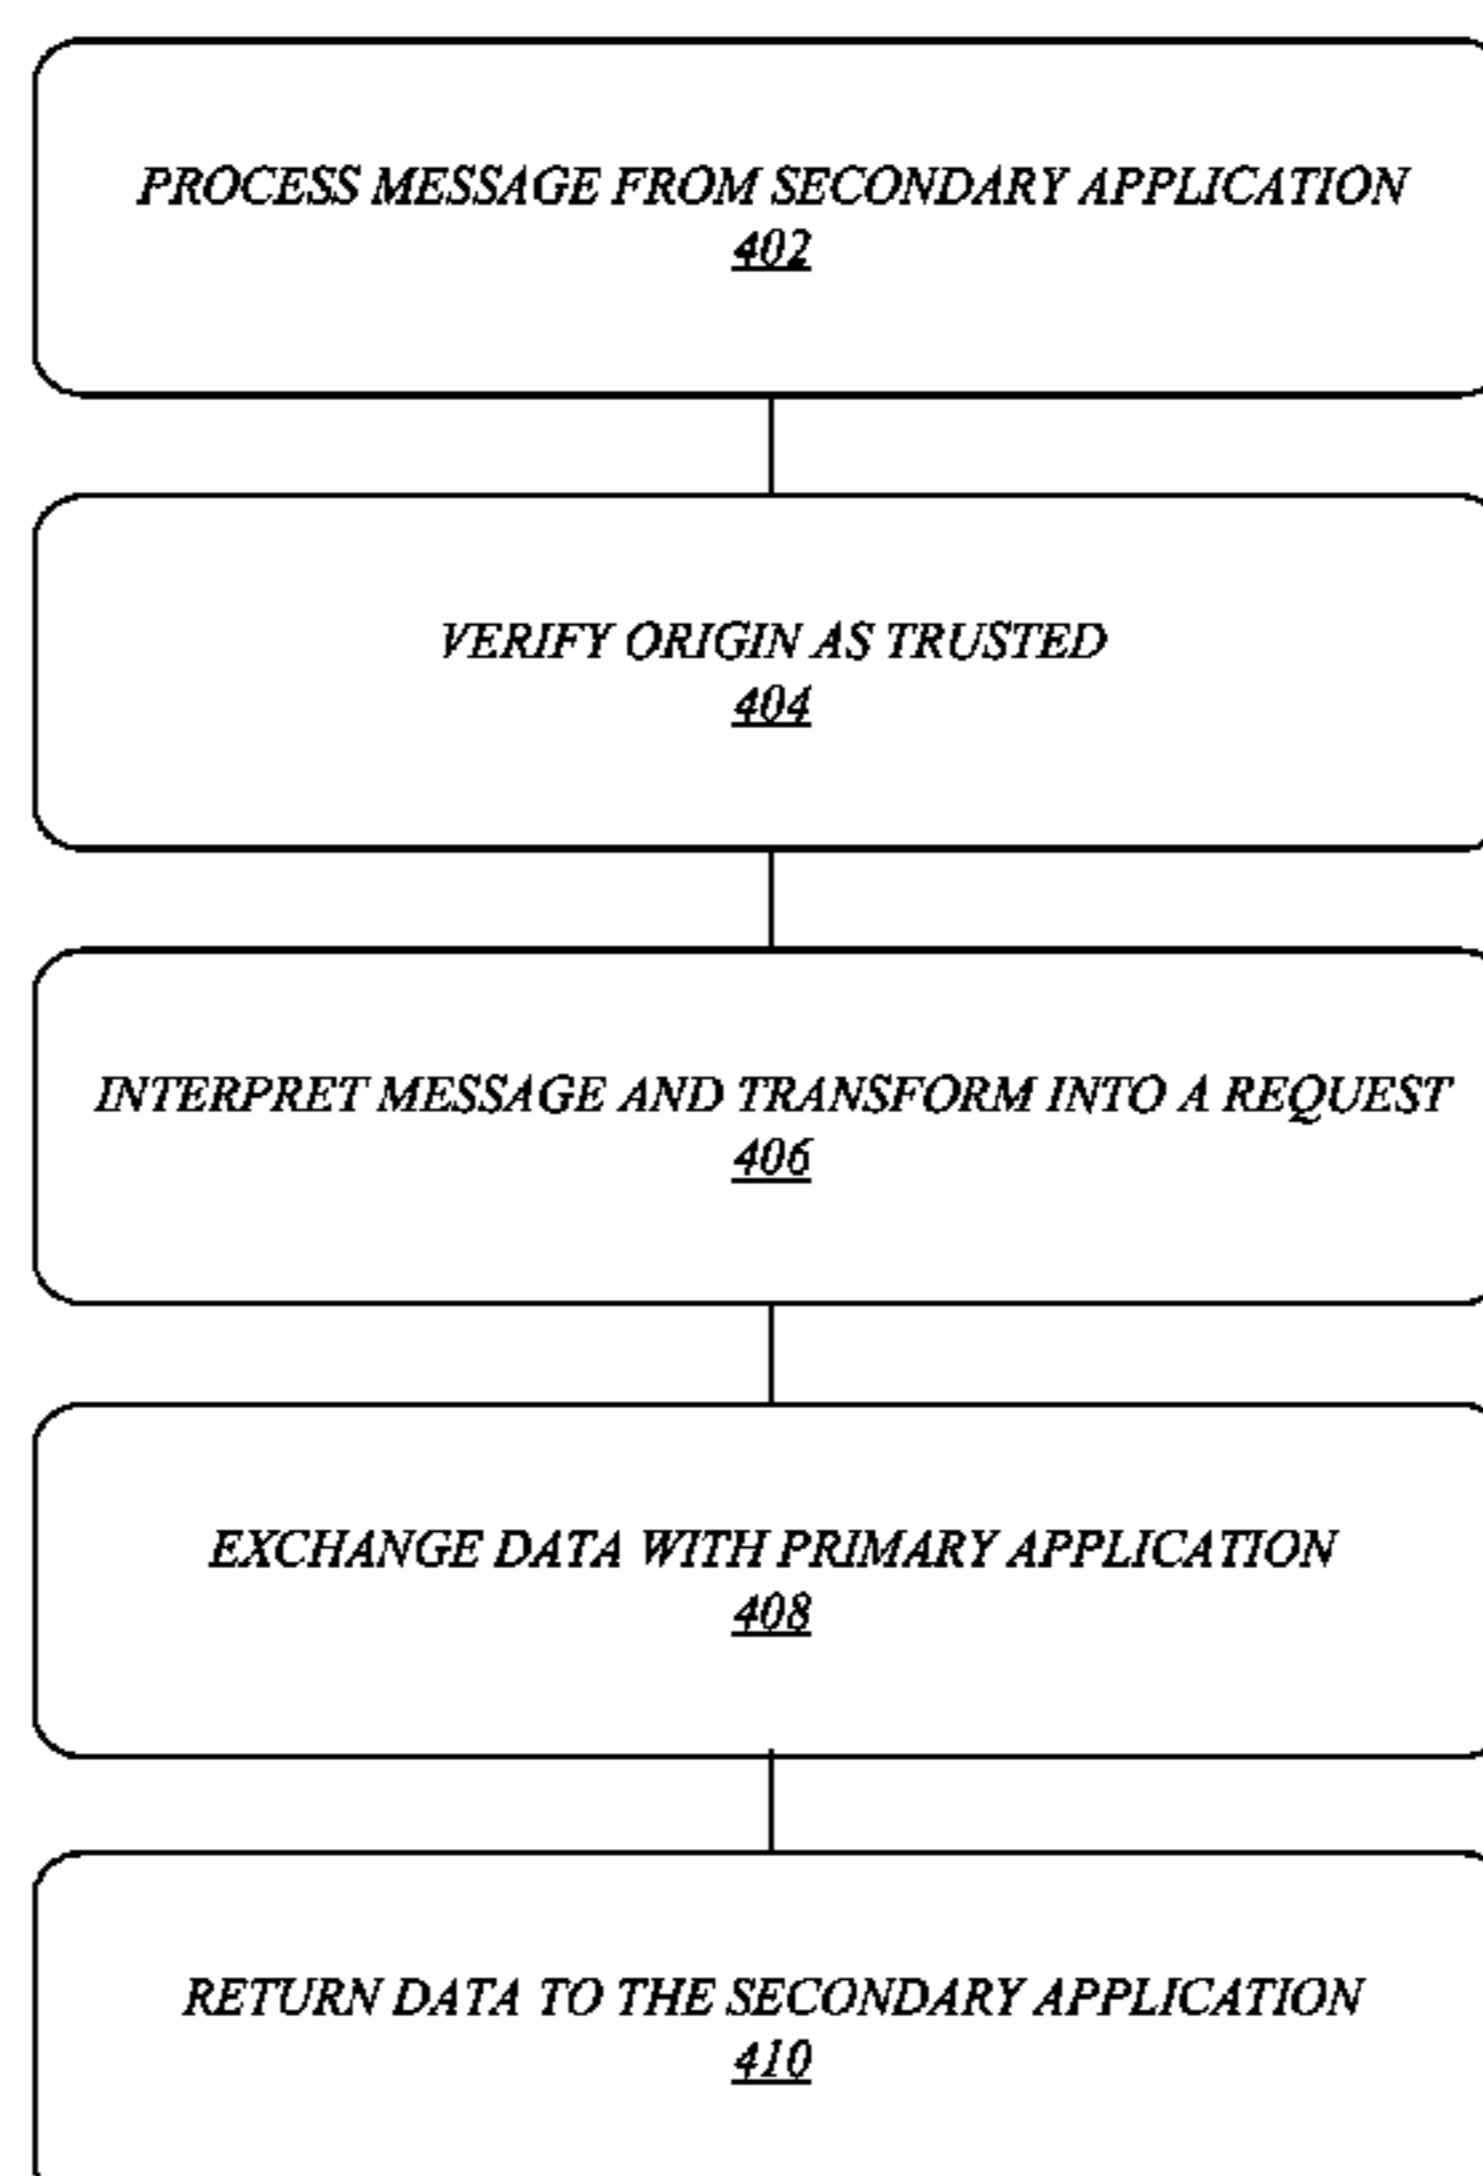 PROCESS MESSAGE FROM SECONDARY APPLICATION
402
VERIFY ORIGIN AS TRUSTED
404
INTERPRET MESSAGE AND TRANSFORM INTO A REQUEST
406
EXCHANGE DATA WITH PRIMARY APPLICATION
408
RETURN DATA TO THE SECONDARY APPLICATION
410